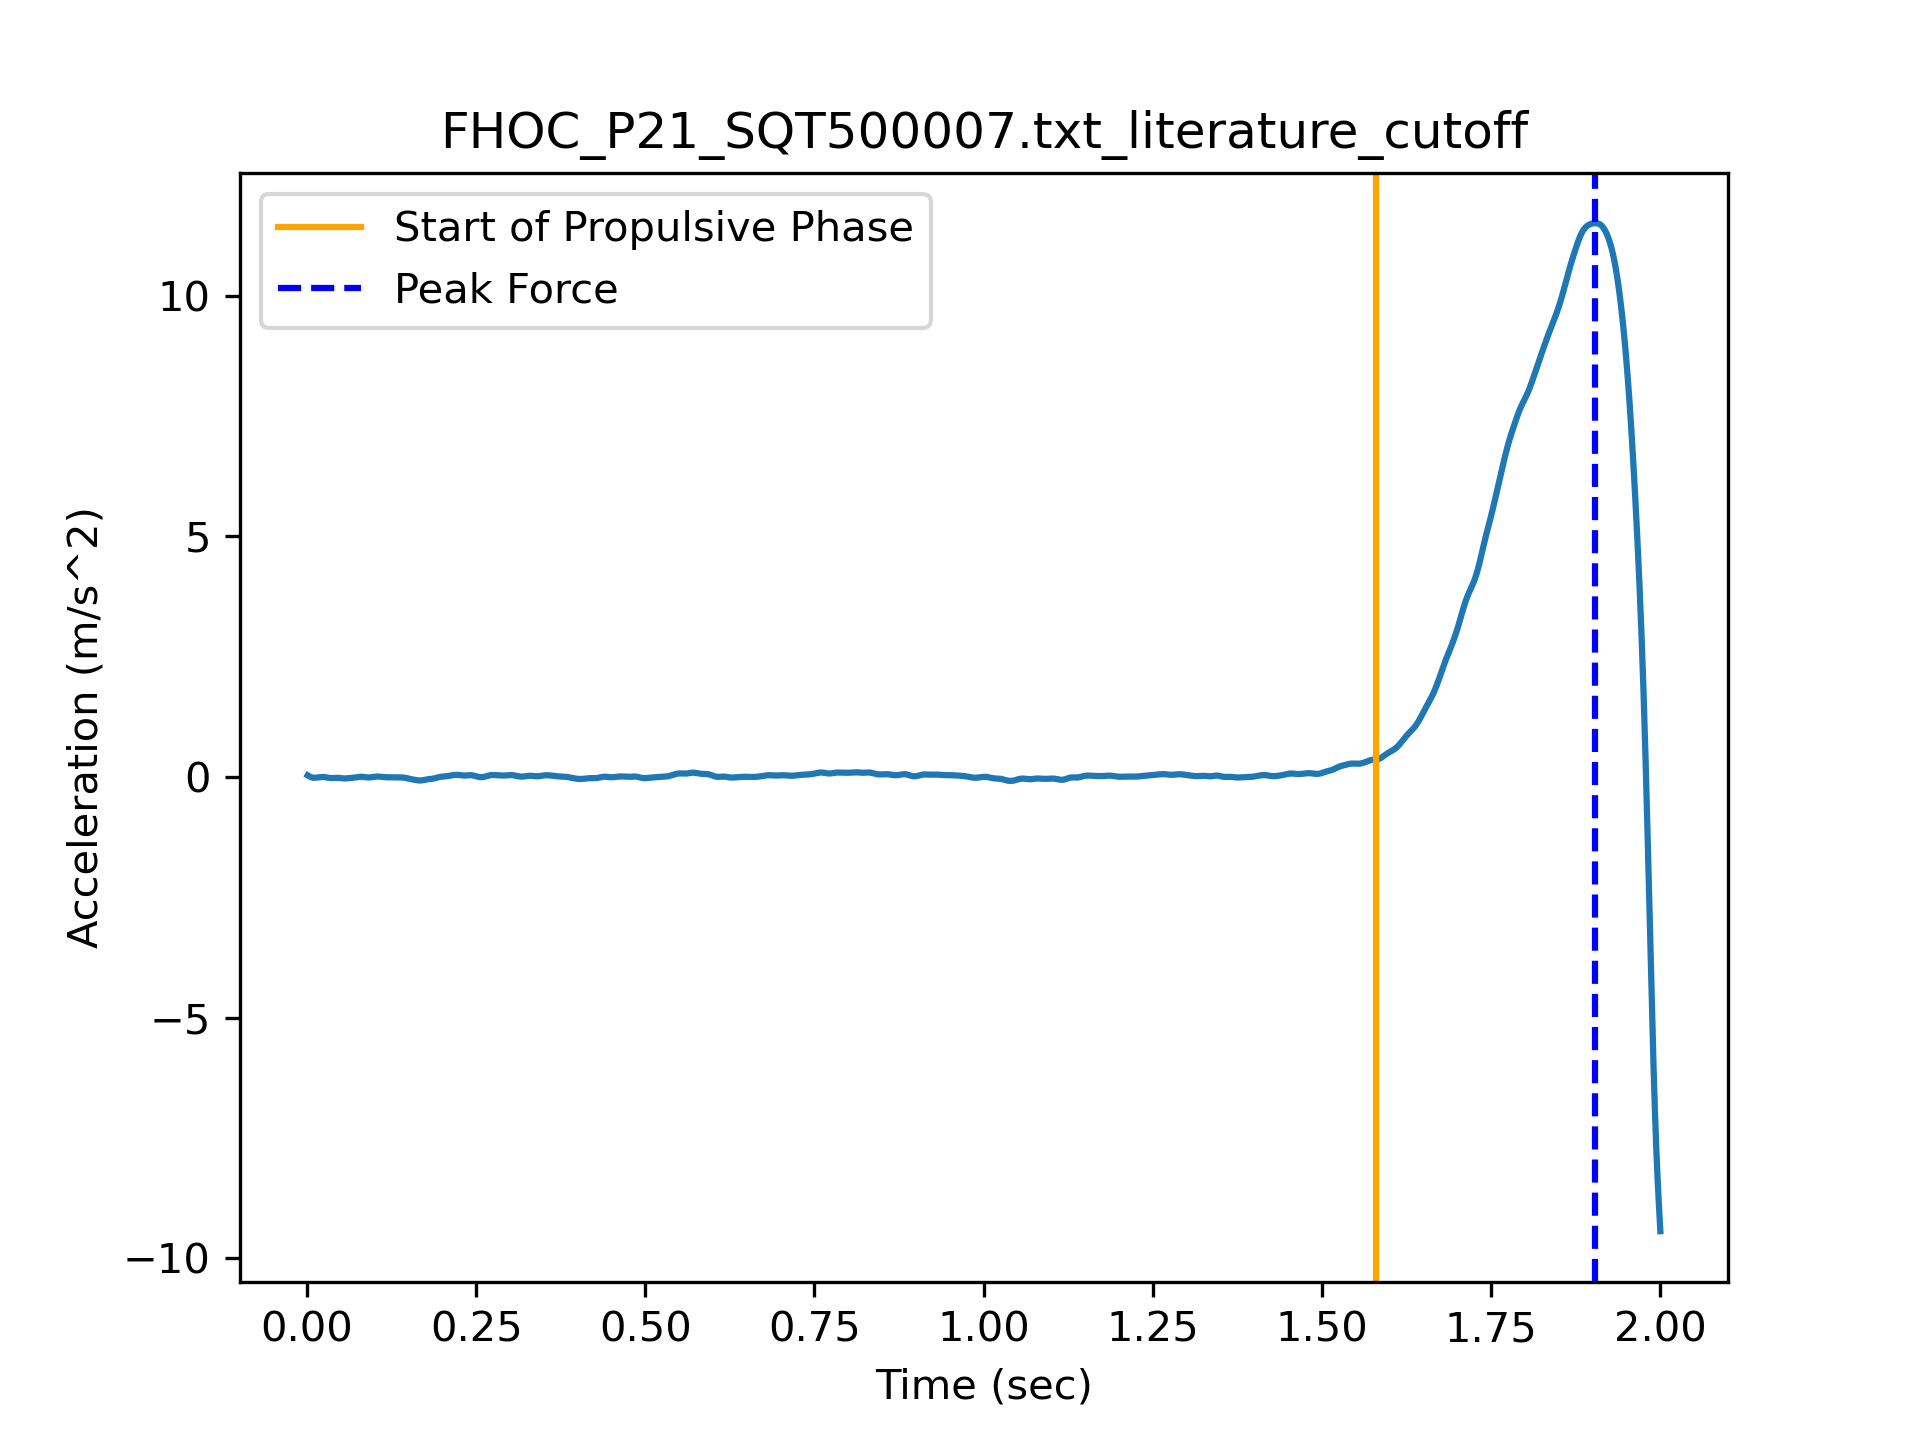 FHOC_P21_SQT500007.txt_literature_cutoff
Start of Propulsive Phase
Peak Force
10
5
0
−5
−10
Acceleration (m/s^2)
0.00 0.25 0.50 0.75 1.00 1.25 1.50 1.75 2.00
Time (sec)